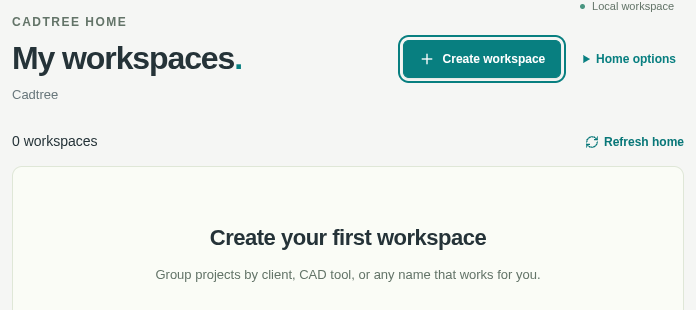 Local workspace
CADTREE HOME
My workspaces.
Create workspace
Home options
Cadtree
0 workspaces
Refresh home
Create your first workspace
Group projects by client, CAD tool, or any name that works for you.